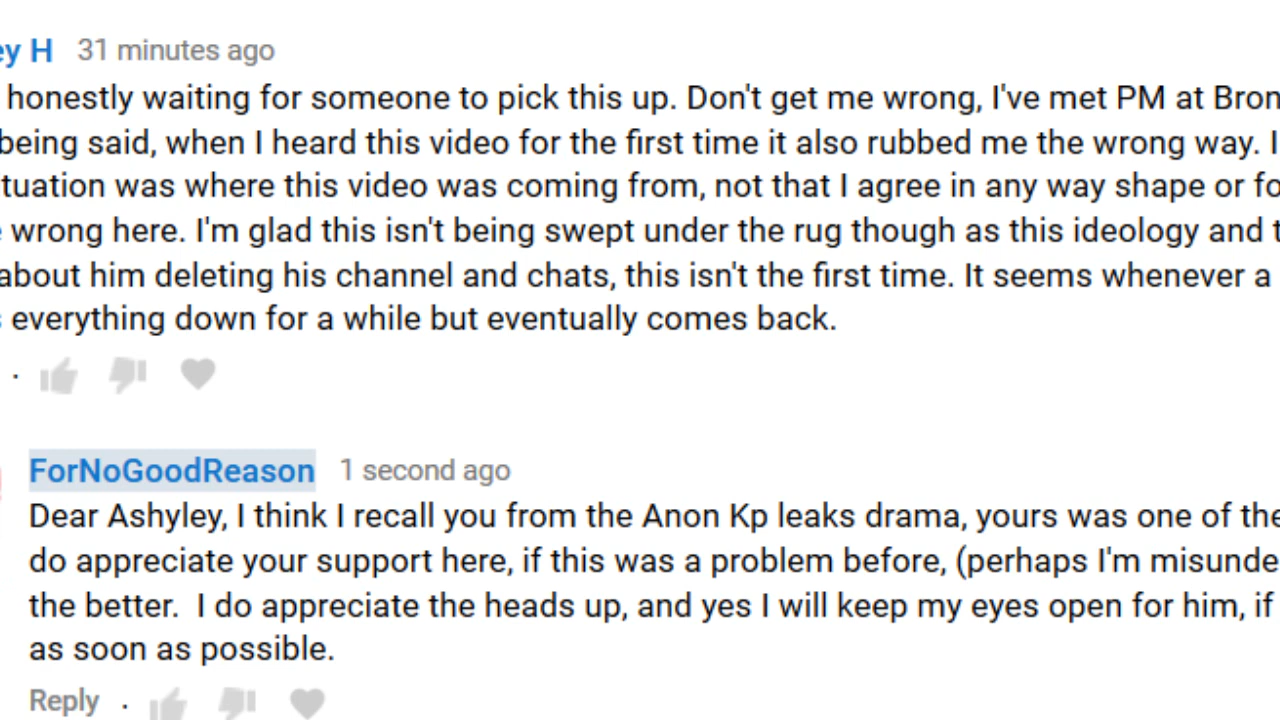 ey H 31 minutes ago
honestly waiting for someone to pick this up. Don't get me wrong, I've met PM at Bron
being said, when I heard this video for the first time it also rubbed me the wrong way. I
tuation was where this video was coming from, not that I agree in any way shape or fo
wrong here. I'm glad this isn't being swept under the rug though as this ideology and t
about him deleting his channel and chats, this isn't the first time. It seems whenever a
s everything down for a while but eventually comes back.
ForNoGoodReason 1 second ago
Dear Ashyley, I think I recall you from the Anon Kp leaks drama, yours was one of the
do appreciate your support here, if this was a problem before, (perhaps I'm misunde
the better. I do appreciate the heads up, and yes I will keep my eyes open for him, if
as soon as possible.
Reply ·